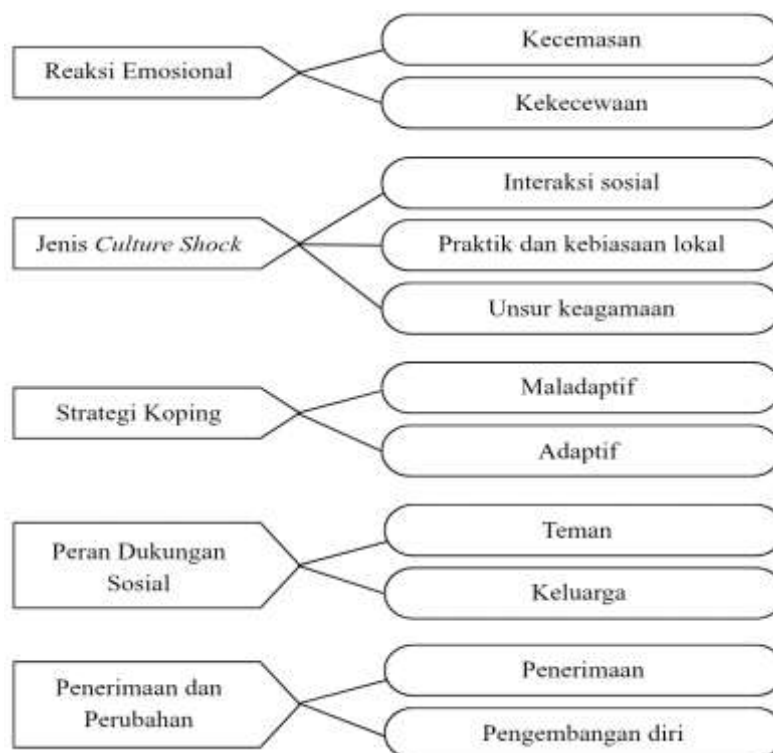 Reaksi Emosional
Kecemasan
Kekecewaan
Jenis Culture Shock
Interaksi sosial
Praktik dan kebiasaan lokal
Unsur keagamaan
Strategi Koping
Maladaptif
Adaptif
Peran Dukungan
Sosial
Teman
Keluarga
Penerimaan dan
Perubahan
Penerimaan
Pengembangan diri